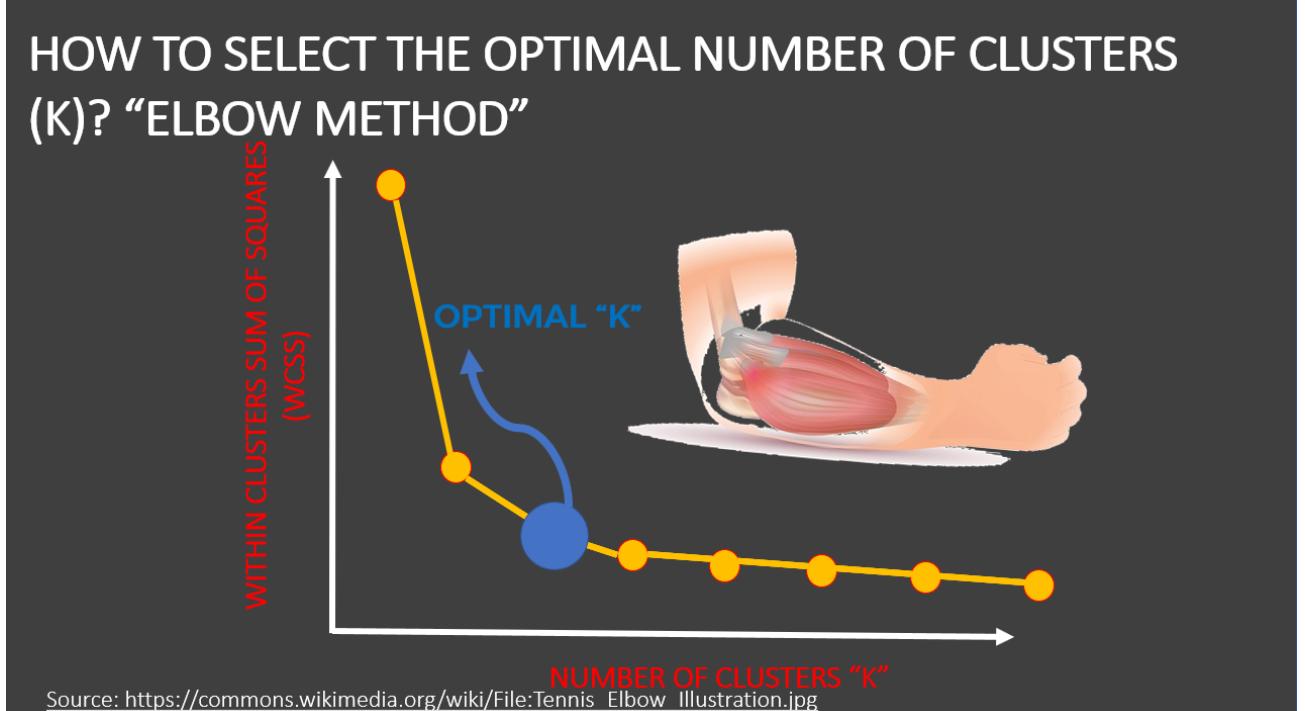 HOW TO SELECT THE OPTIMAL NUMBER OF CLUSTERS
(K)? “ELBOW METHOD”
WITHIN CLUSTERS SUM OF SQUARES
(WCSS)
OPTIMAL “K”
NUMBER OF CLUSTERS “K”
Source: https://commons.wikimedia.org/wiki/File:Tennis_Elbow_Illustration.jpg